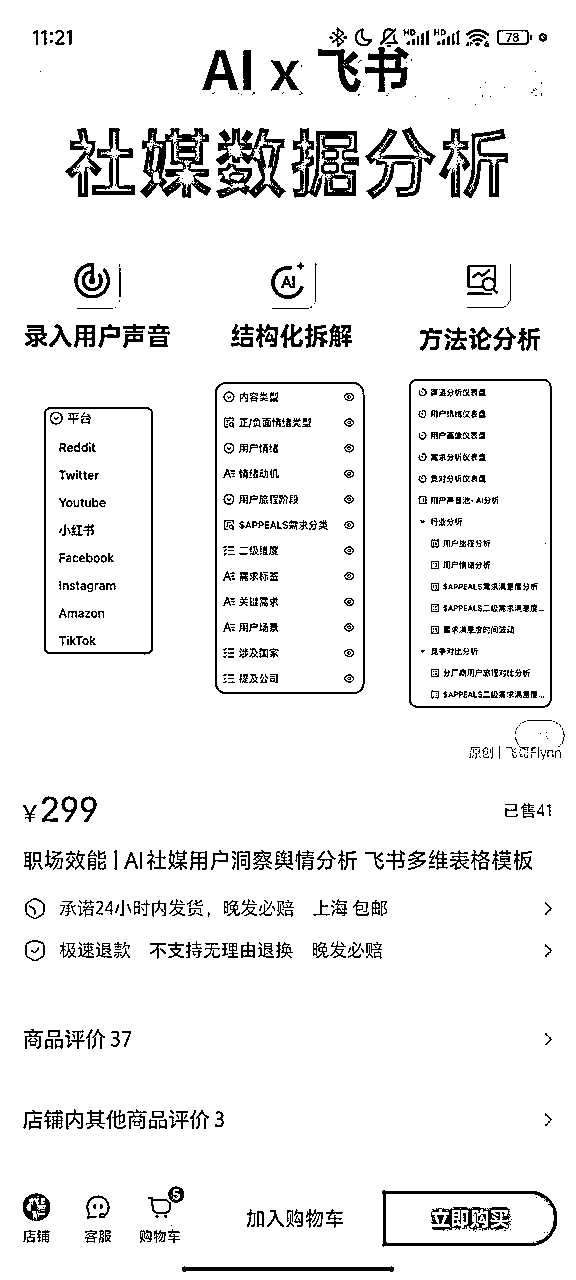 11:21
HD HD 78
AI x 飞书
社媒数据分析
录入用户声音
结构化拆解
方法论分析
平台
Reddit
Twitter
Youtube
小红书
Facebook
Instagram
Amazon
TikTok
内容类型
正/负面情绪类型
用户情绪
情绪动机
用户旅程阶段
$APPEALS需求分类
二级维度
需求标签
关键需求
用户场景
涉及国家
提及公司
渠道分析仪表盘
用户情绪仪表盘
用户画像仪表盘
需求分析仪表盘
竞对分析仪表盘
用户声音池-AI分析
行业分析
用户旅程分析
用户情绪分析
$APPEALS需求满意度分析
$APPEALS二级需求满意度...
需求满意度时间波动
竞争对比分析
分厂商用户旅程对比分析
$APPEALS二级需求满意度...
原创 | 飞哥Flynn
¥299
已售41
职场效能 | AI社媒用户洞察舆情分析 飞书多维表格模板
承诺24小时内发货，晚发必赔 上海 包邮
极速退款 不支持无理由退换 晚发必赔
商品评价 37
店铺内其他商品评价 3
店铺
客服
5
购物车
加入购物车
立即购买